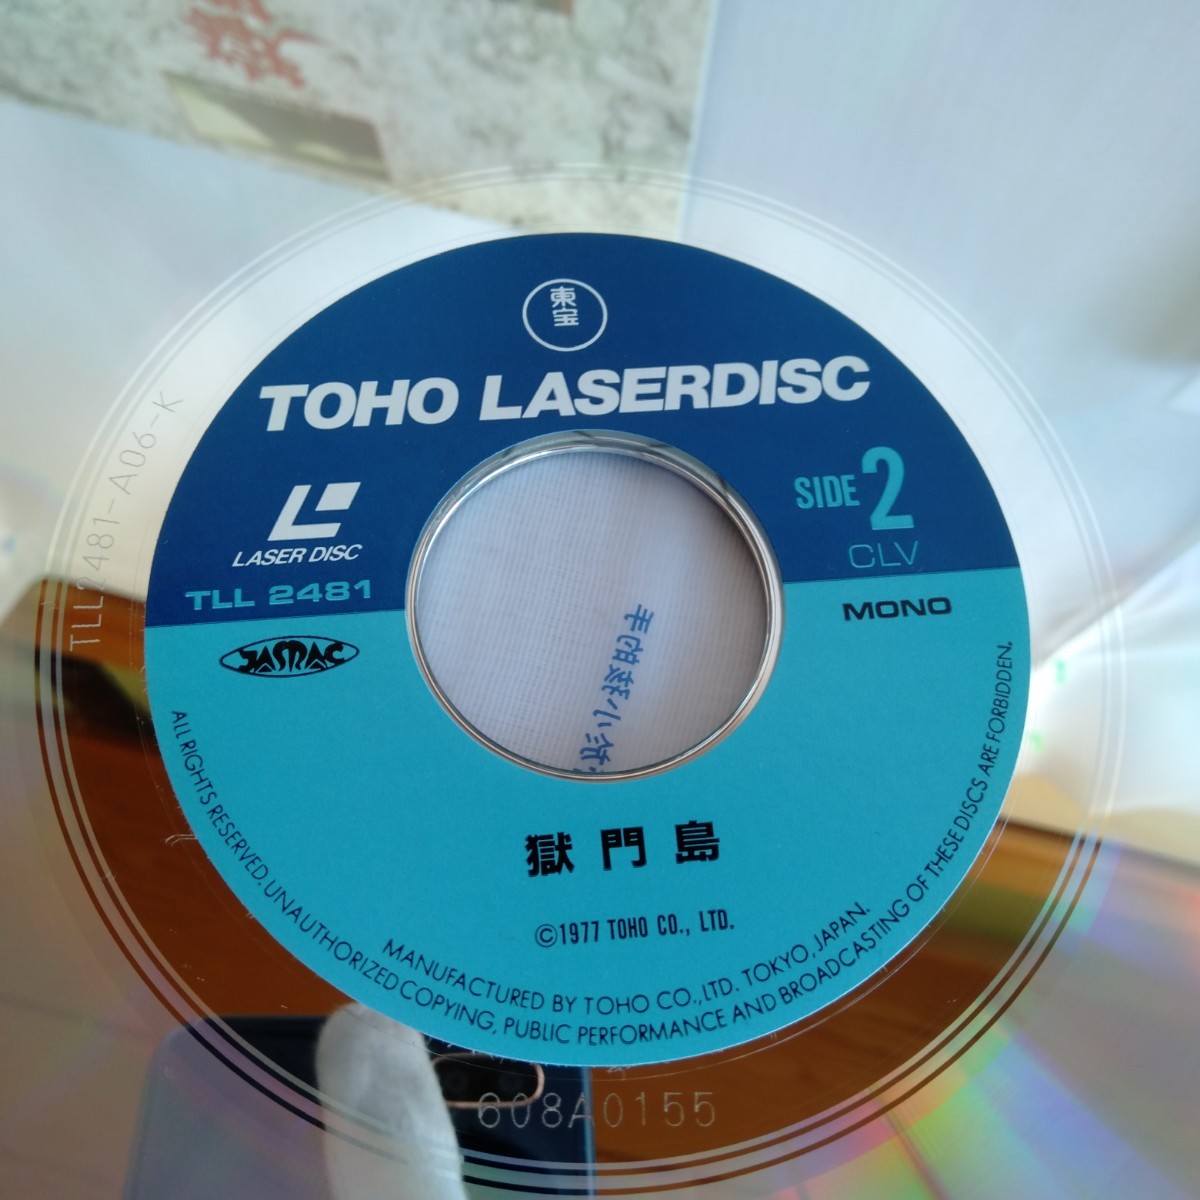 東宝
TOHO LASERDISC
LASER DISC
SIDE 2
CLV
TLL 2481
MONO
JASRAC
獄門島
©1977 TOHO CO., LTD.
MANUFACTURED BY TOHO CO.,LTD. TOKYO, JAPAN.
ALL RIGHTS RESERVED. UNAUTHORIZED COPYING, PUBLIC PERFORMANCE AND BROADCASTING OF THESE DISCS ARE FORBIDDEN.
TLL2481-A06-K
608A0155